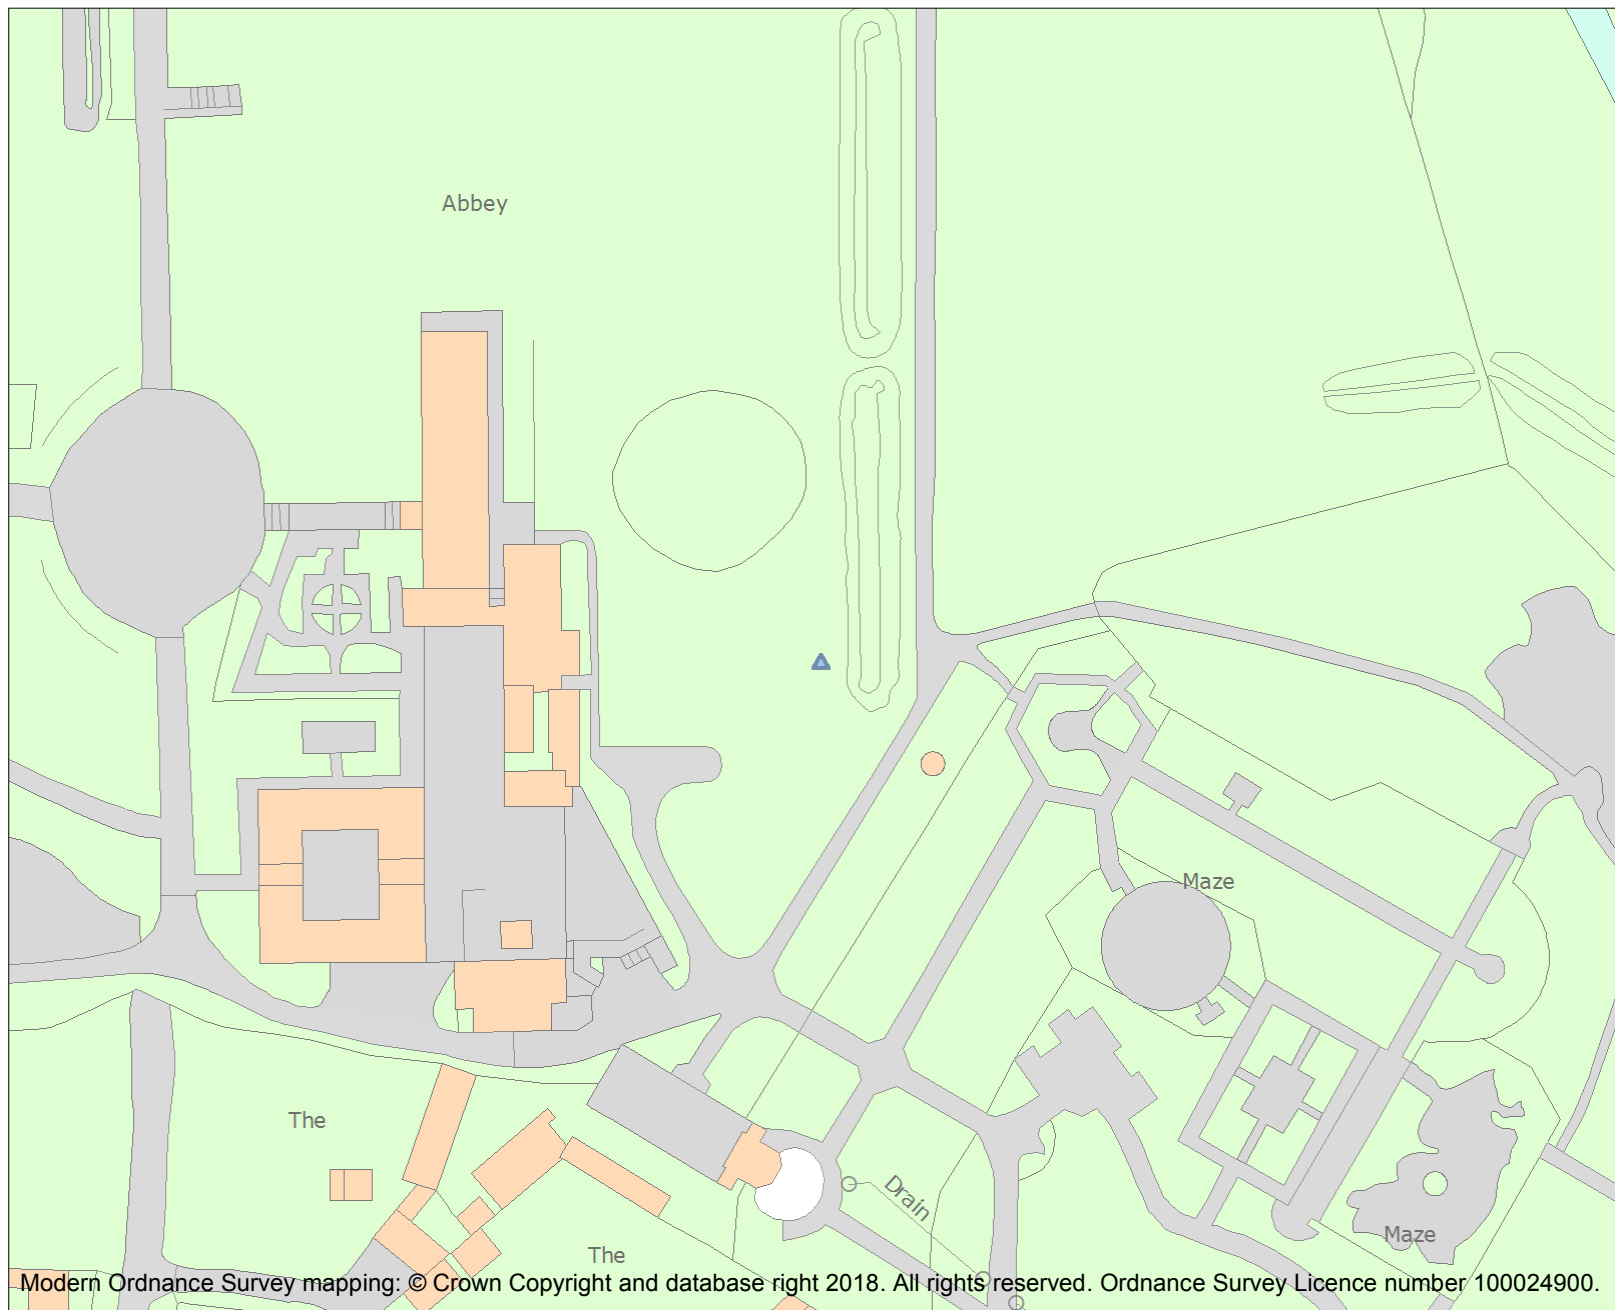 Abbey
Maze
The
Drain
Maze
The
Modern Ordnance Survey mapping: © Crown Copyright and database right 2018. All rights reserved. Ordnance Survey Licence number 100024900.